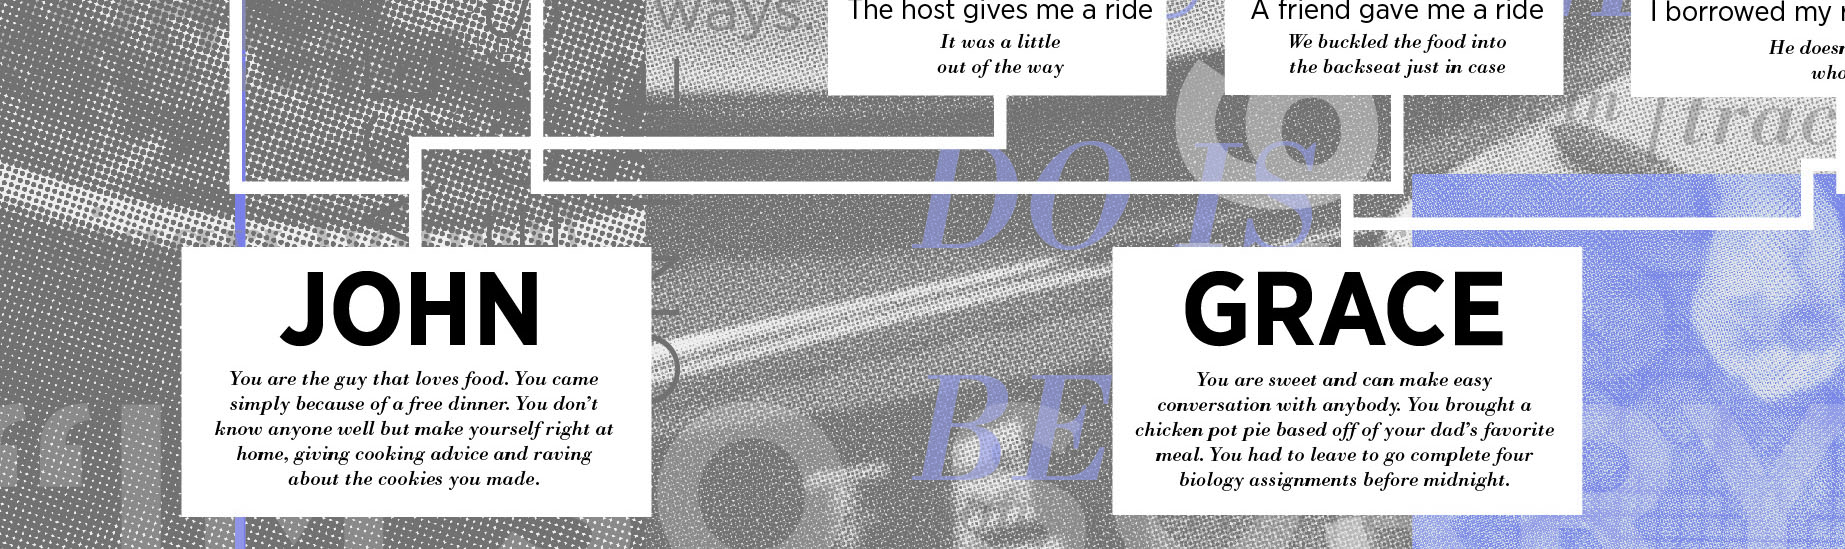 ways
The host gives me a ride
It was a little
out of the way
A friend gave me a ride
We buckled the food into
the backseat just in case
I borrowed my
He
DO IS
BE
JOHN
You are the guy that loves food. You came
simply because of a free dinner. You don't
know anyone well but make yourself right at
home, giving cooking advice and raving
about the cookies you made.
GRACE
You are sweet and can make easy
conversation with anybody. You brought a
chicken pot pie based off of your dad's favorite
meal. You had to leave to go complete four
biology assignments before midnight.